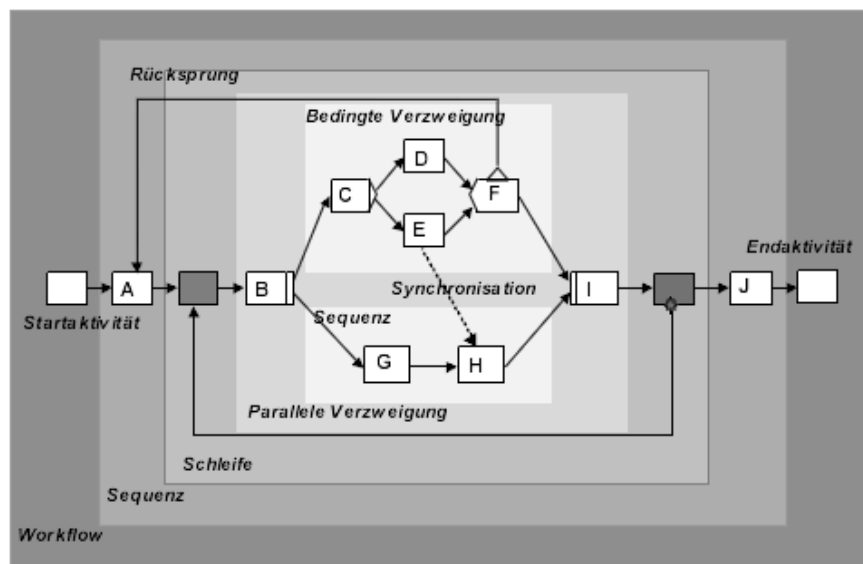 Rücksprung
Bedingte Verzweigung
D
C
F
E
Endaktivität
A
B
Synchronisation
I
J
Startaktivität
Sequenz
G
H
Parallele Verzweigung
Schleife
Sequenz
Workflow